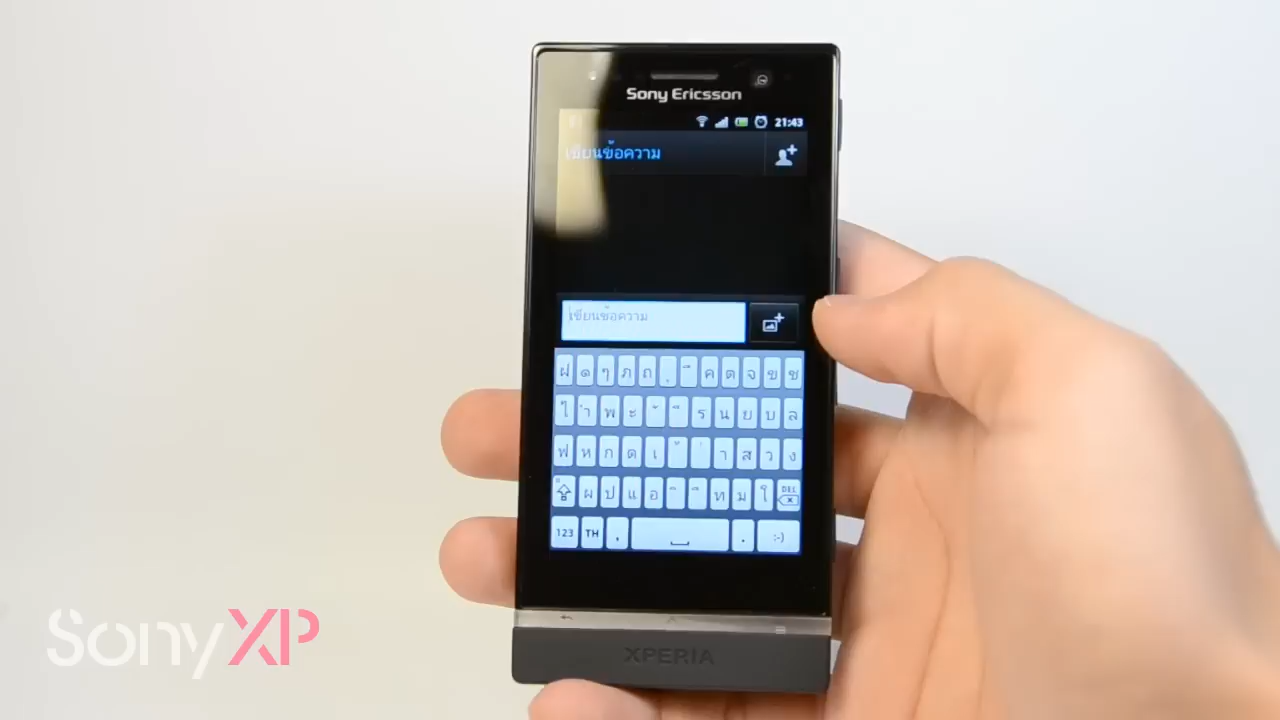 Sony Ericsson
21:43
เขียนข้อความ
เขียนข้อความ
ฝ ๑ ๆ ภ ถ ุ ึ ค ต จ ข ช
ใ ำ พ ะ ั ี ร น ย บ ล
ฟ ห ก ด เ ้ ่ า ส ว ง
ผ ป แ อ ิ ื ท ม ใ DEL
123 TH , . :-)
XPERIA
SonyXP